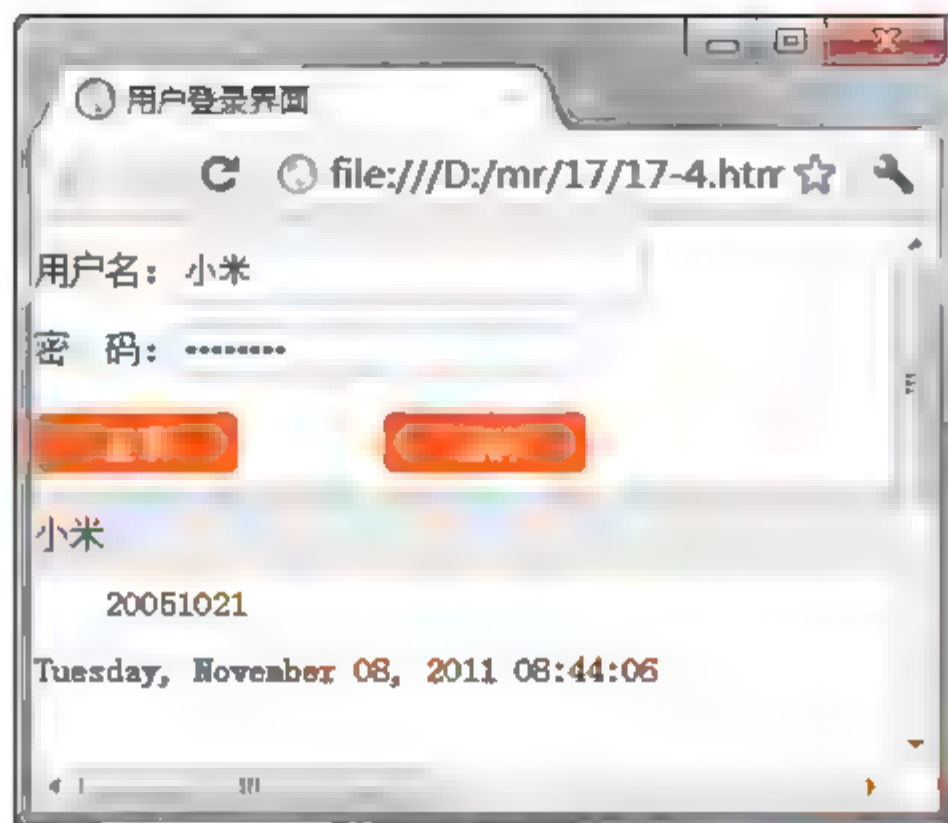 用户登录界面
file:///D:/mr/17/17-4.htm
用户名: 小米
密 码: ••••••••
小米
20051021
Tuesday, November 08, 2011 08:44:06